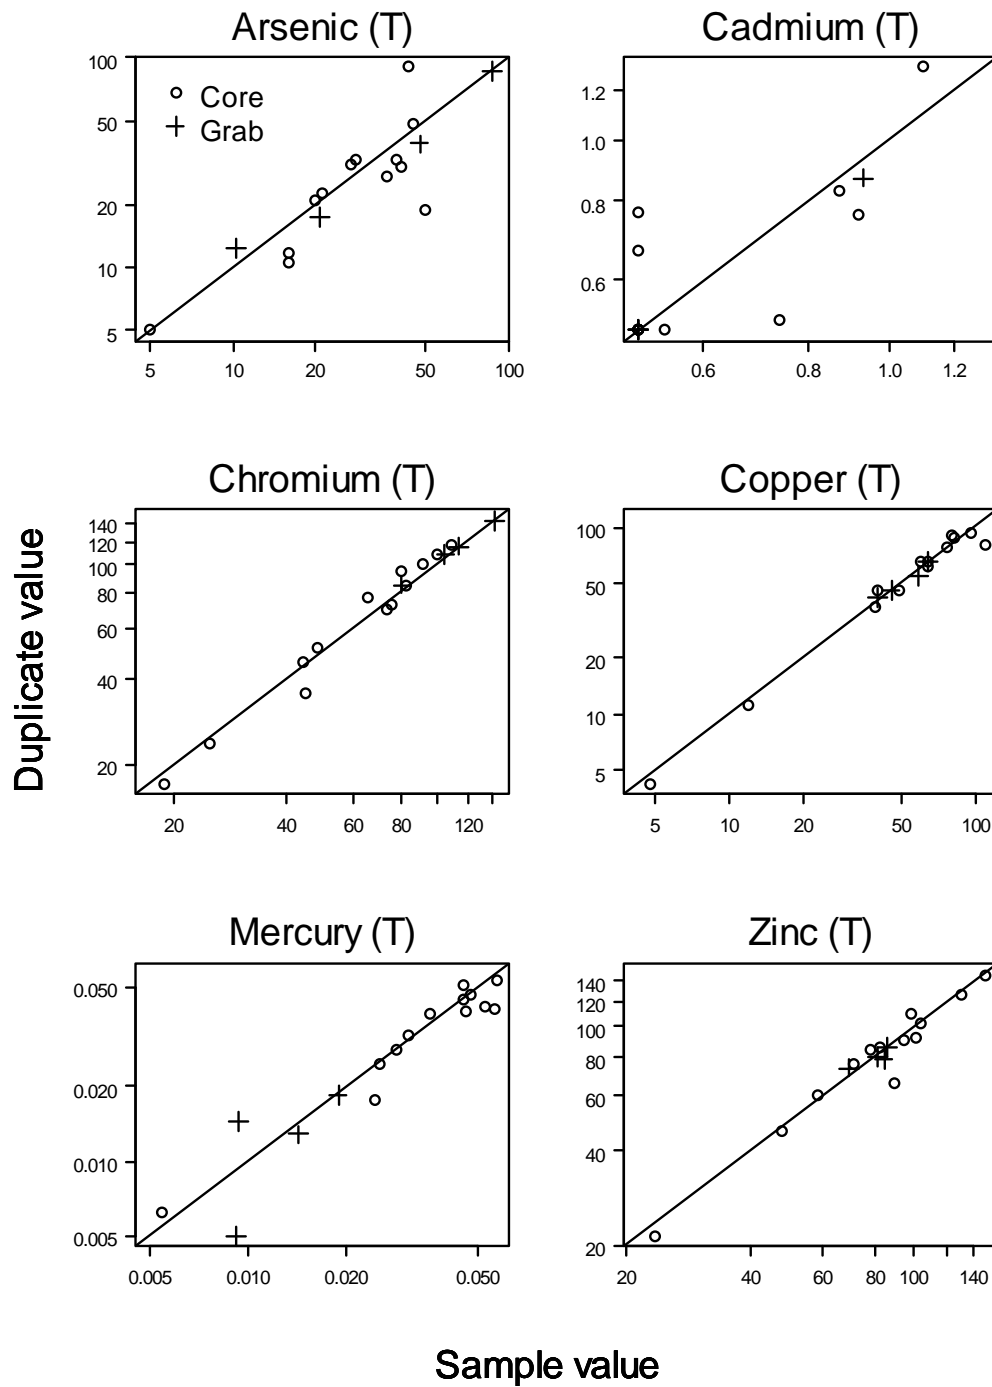 Arsenic (T)
Cadmium (T)
100
50
20
10
5
Core
Grab
5 10 20 50 100
1.2
1.0
0.8
0.6
0.6 0.8 1.0 1.2
Chromium (T)
Copper (T)
Duplicate value
140
120
100
80
60
40
20
20 40 60 80 120
100
50
20
10
5
5 10 20 50 100
Mercury (T)
Zinc (T)
0.050
0.020
0.010
0.005
0.005 0.010 0.020 0.050
140
120
100
80
60
40
20
20 40 60 80 100 140
Sample value